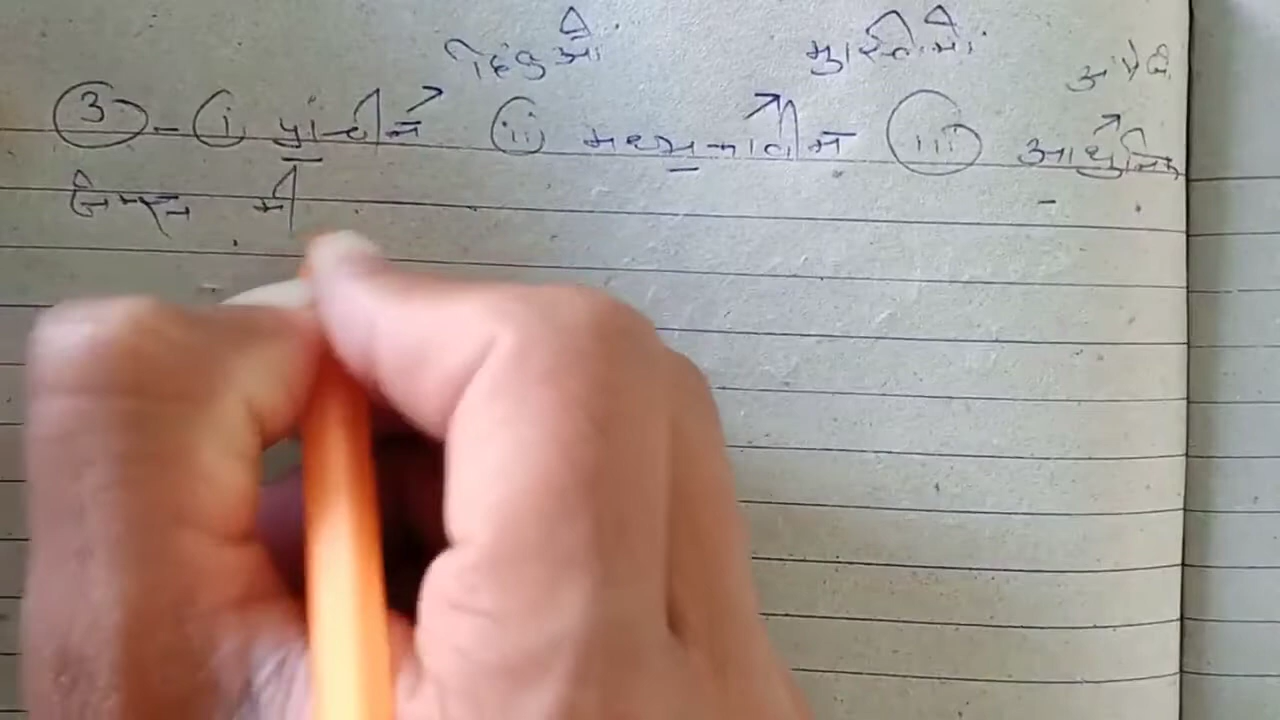 हिंदुओ मुस्लिमो अंग्रेजो
3 - (i) प्राचीन (ii) मध्यकालीन (iii) आधुनिक